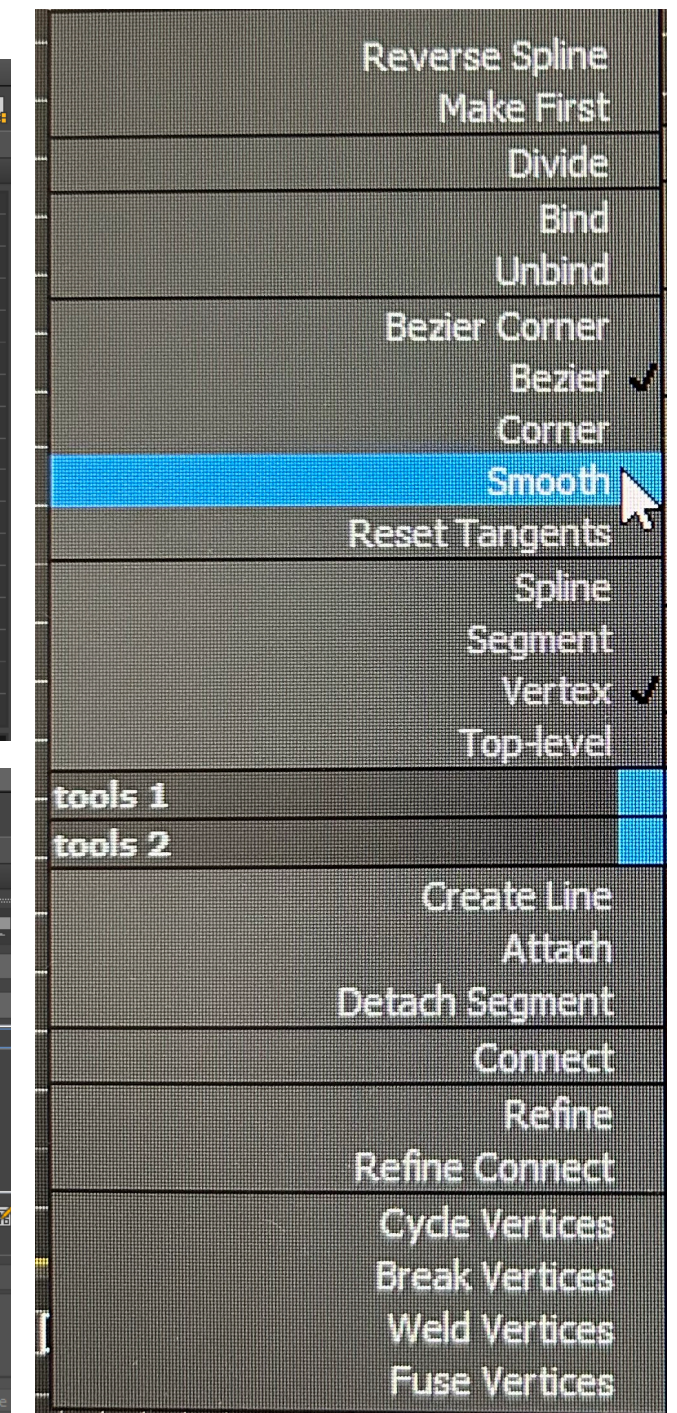 Reverse Spline
Make First
Divide
Bind
Unbind
Bezier Corner
Bezier
Corner
Smooth
Reset Tangents
Spline
Segment
Vertex
Top-level
tools 1
tools 2
Create Line
Attach
Detach Segment
Connect
Refine
Refine Connect
Cycle Vertices
Break Vertices
Weld Vertices
Fuse Vertices